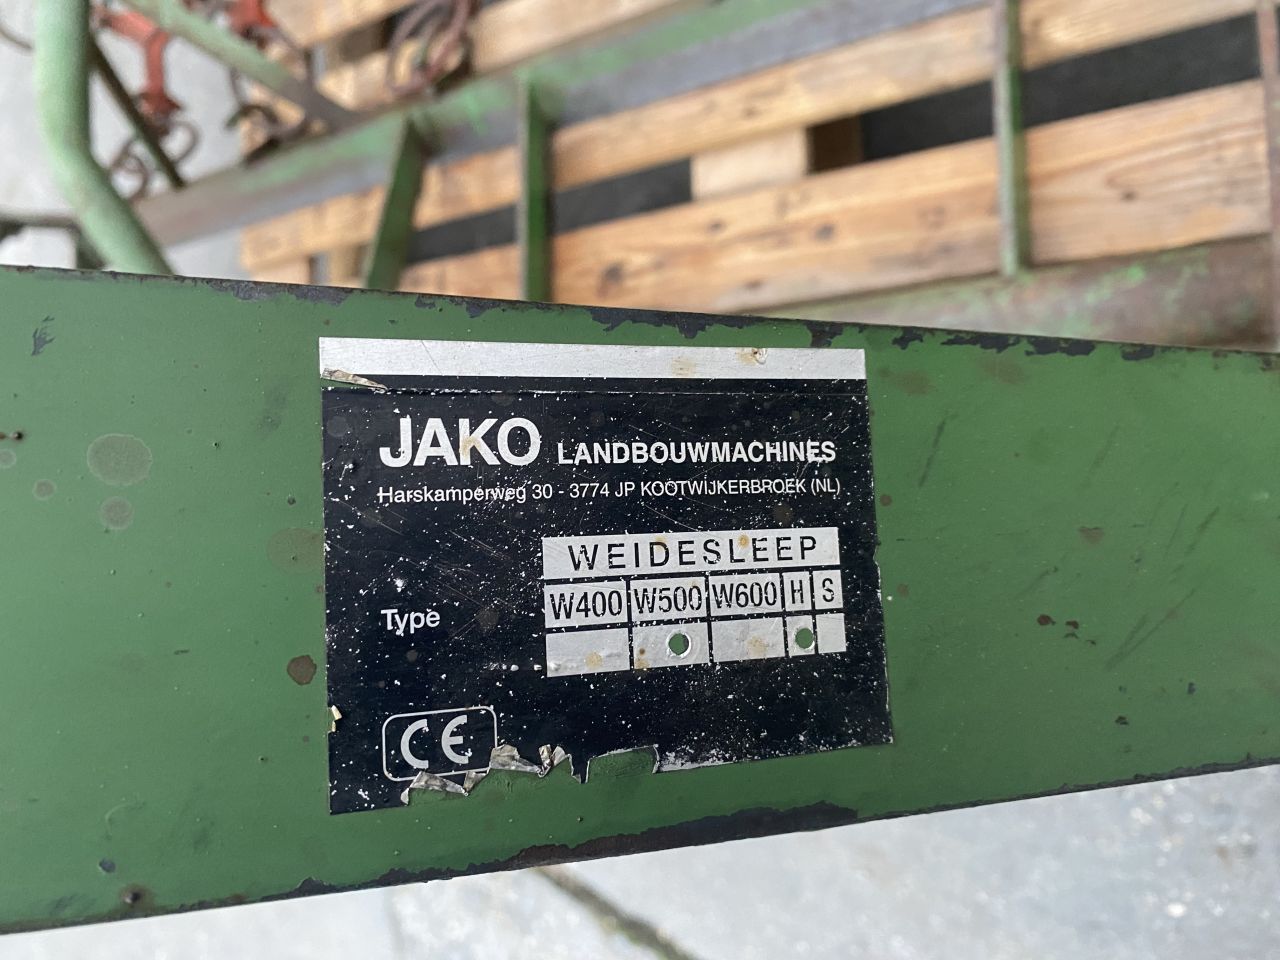 JAKO LANDBOUWMACHINES
Harskamperweg 30 - 3774 JP KOOTWIJKERBROEK (NL)
WEIDESLEEP
Type W400 W500 W600 H S
CE